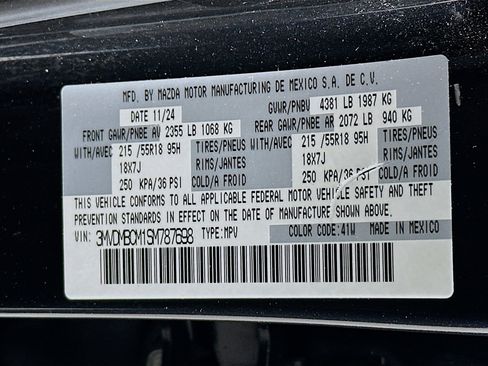 MFD. BY MAZDA MOTOR MANUFACTURING DE MEXICO S.A. DE C.V.
DATE 11/24 GVWR/PNBV 4381 LB 1987 KG
FRONT GAWR/PNBE AV 2355 LB 1068 KG REAR GAWR/PNBE AR 2072 LB 940 KG
WITH/AVEC 215 /55R18 95H TIRES/PNEUS WITH/AVEC 215 /55R18 95H TIRES/PNEUS
18X7J RIMS/JANTES 18X7J RIMS/JANTES
250 KPA/36 PSI COLD/A FROID 250 KPA/36 PSI COLD/A FROID
THIS VEHICLE CONFORMS TO ALL APPLICABLE FEDERAL MOTOR VEHICLE SAFETY AND THEFT
PREVENTION STANDARDS IN EFFECT ON THE DATE OF MANUFACTURE SHOWN ABOVE.
VIN: 3MVDMBCM1SM787698 TYPE:MPV COLOR CODE:41W MADE IN MEXICO